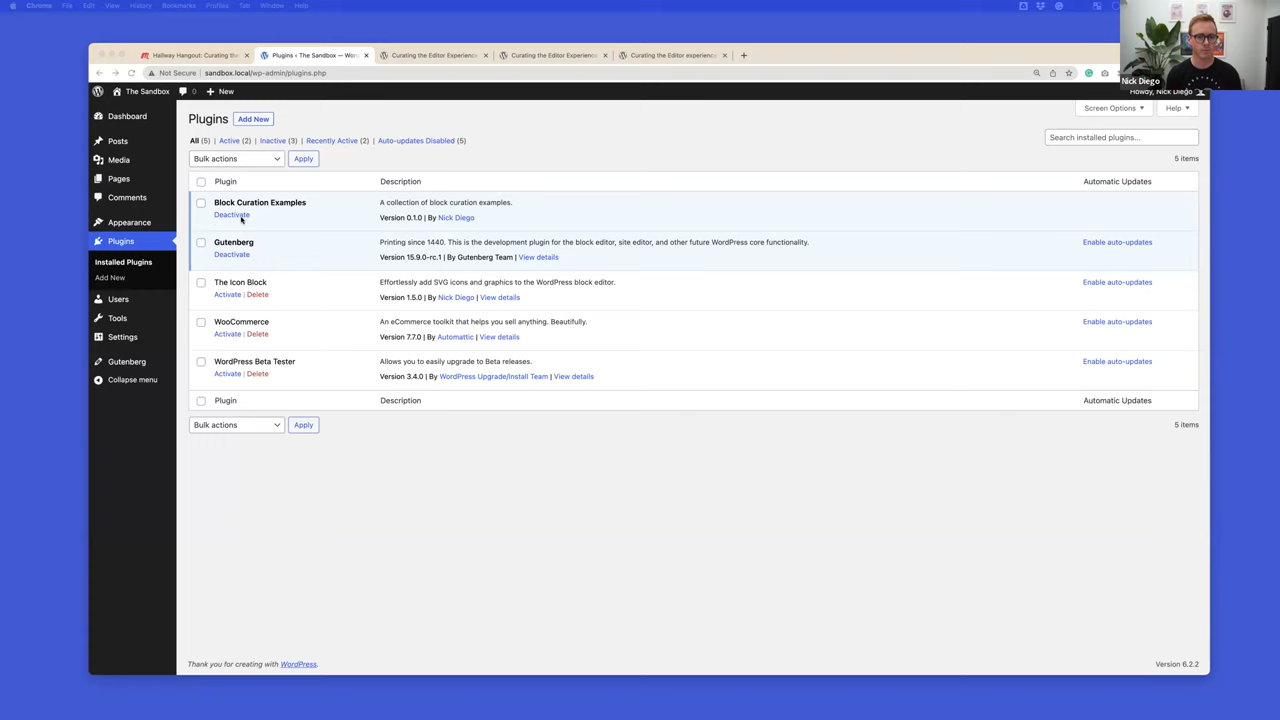 Chrome File Edit View History Bookmarks Profiles Tab Window Help
Hallway Hangout: Curating the
Plugins ‹ The Sandbox — Word
Curating the Editor Experience
Curating the Editor Experience
Curating the Editor experience
Not Secure sandbox.local/wp-admin/plugins.php
Nick Diego
The Sandbox 0 New
Howdy, Nick Diego
Screen Options Help
Dashboard
Posts
Media
Pages
Comments
Appearance
Plugins
Installed Plugins
Add New
Users
Tools
Settings
Gutenberg
Collapse menu
Plugins Add New
All (5) | Active (2) | Inactive (3) | Recently Active (2) | Auto-updates Disabled (5)
Search installed plugins...
Bulk actions Apply
5 items
Plugin Description Automatic Updates
Block Curation Examples A collection of block curation examples.
Deactivate Version 0.1.0 | By Nick Diego
Gutenberg Printing since 1440. This is the development plugin for the block editor, site editor, and other future WordPress core functionality. Enable auto-updates
Deactivate Version 15.9.0-rc.1 | By Gutenberg Team | View details
The Icon Block Effortlessly add SVG icons and graphics to the WordPress block editor. Enable auto-updates
Activate | Delete Version 1.5.0 | By Nick Diego | View details
WooCommerce An eCommerce toolkit that helps you sell anything. Beautifully. Enable auto-updates
Activate | Delete Version 7.7.0 | By Automattic | View details
WordPress Beta Tester Allows you to easily upgrade to Beta releases. Enable auto-updates
Activate | Delete Version 3.4.0 | By WordPress Upgrade/Install Team | View details
Plugin Description Automatic Updates
Bulk actions Apply
5 items
Thank you for creating with WordPress.
Version 6.2.2